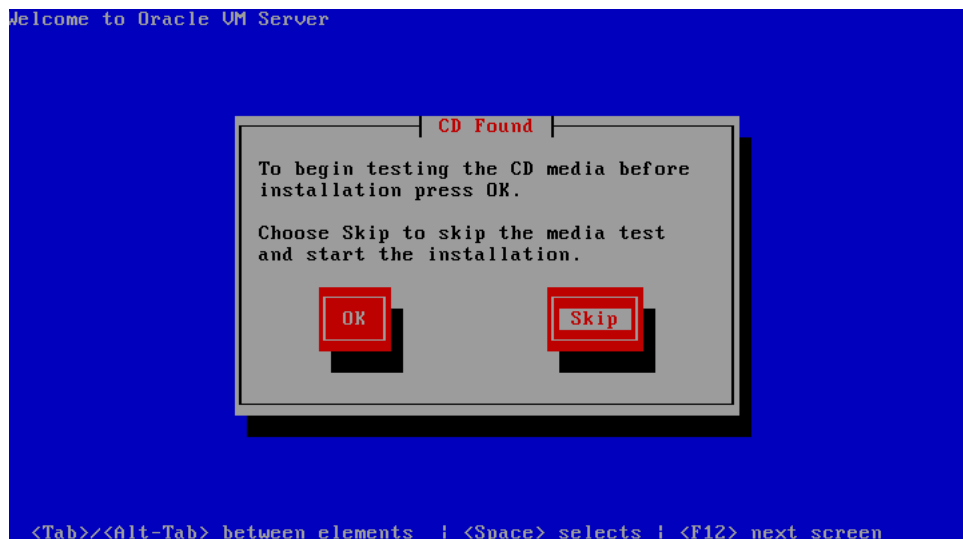 Welcome to Oracle VM Server
CD Found
To begin testing the CD media before
installation press OK.
Choose Skip to skip the media test
and start the installation.
OK Skip
<Tab>/<Alt-Tab> between elements | <Space> selects | <F12> next screen